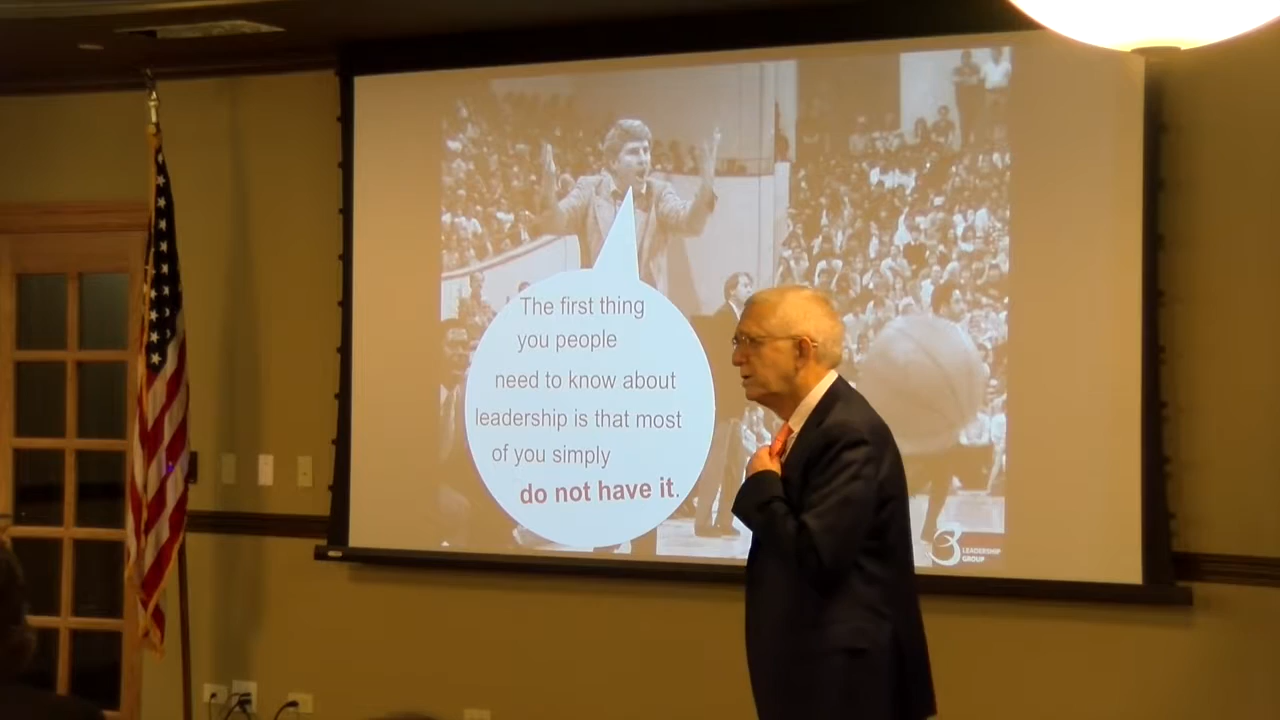 The first thing
you people
need to know about
leadership is that most
of you simply
do not have it.
LEADERSHIP
GROUP